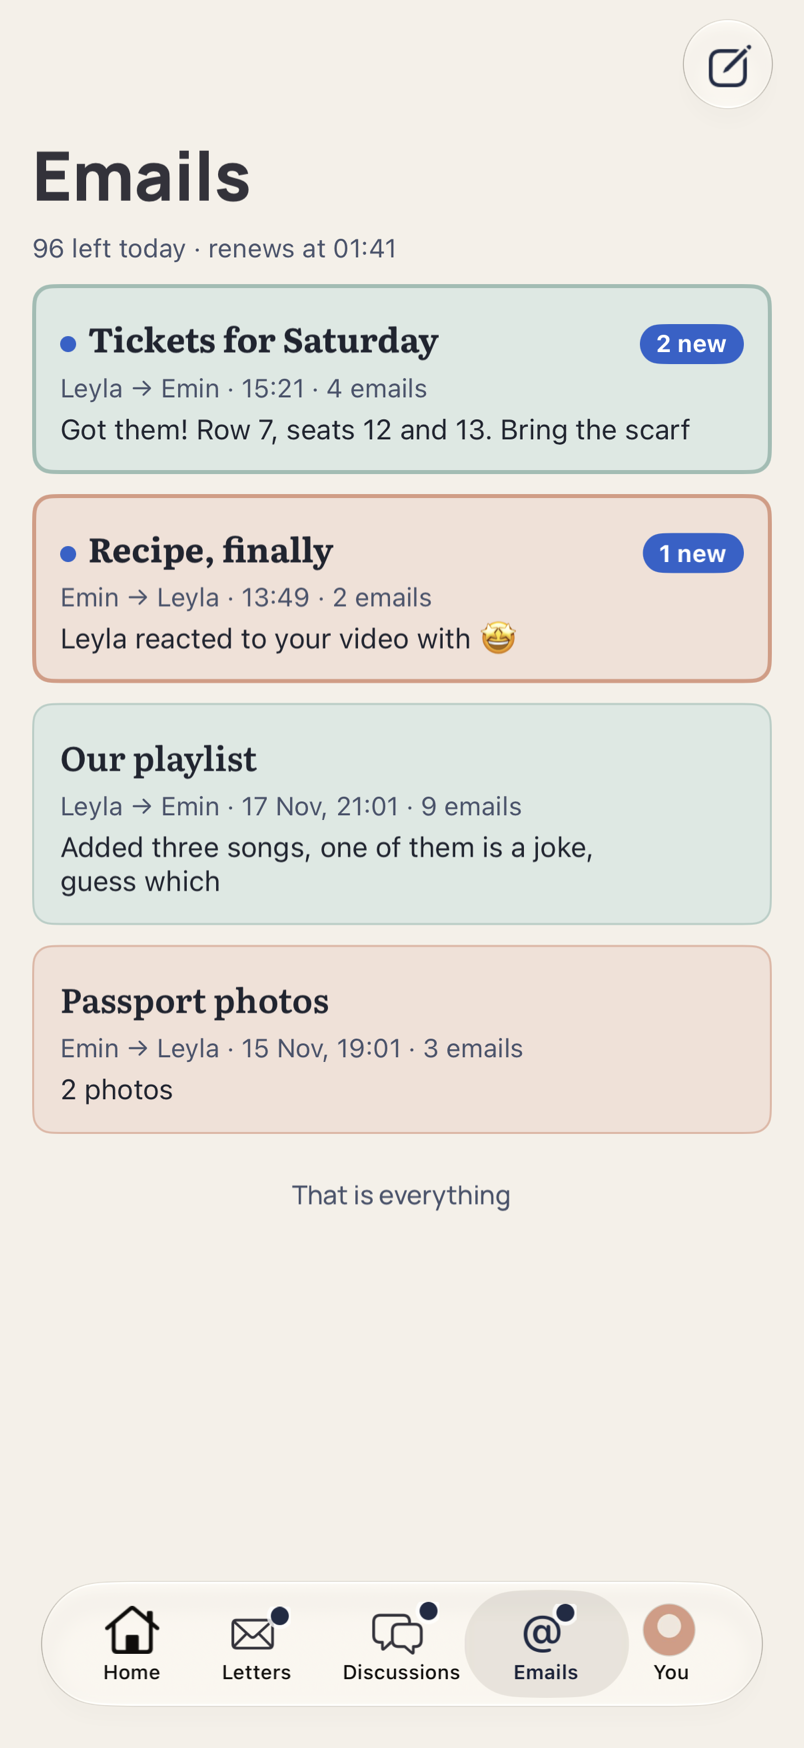 Emails
96 left today · renews at 01:41
Tickets for Saturday
2 new
Leyla → Emin · 15:21 · 4 emails
Got them! Row 7, seats 12 and 13. Bring the scarf
Recipe, finally
1 new
Emin → Leyla · 13:49 · 2 emails
Leyla reacted to your video with 🤩
Our playlist
Leyla → Emin · 17 Nov, 21:01 · 9 emails
Added three songs, one of them is a joke,
guess which
Passport photos
Emin → Leyla · 15 Nov, 19:01 · 3 emails
2 photos
That is everything
Home
Letters
Discussions
@
Emails
You